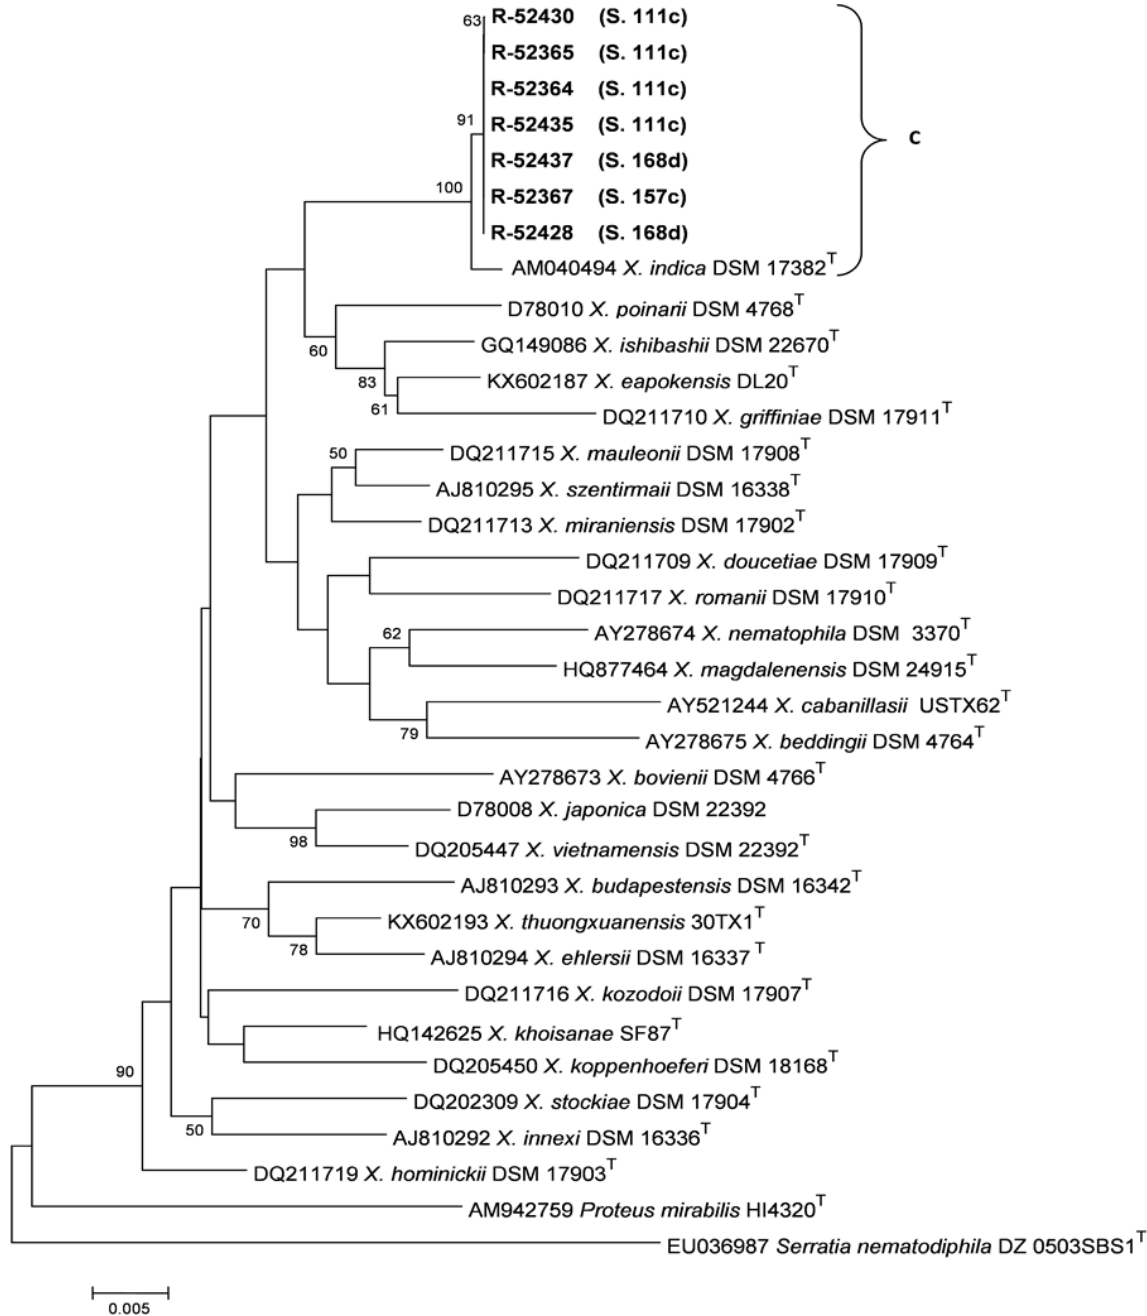 63
R-52430 (S. 111c)
R-52365 (S. 111c)
R-52364 (S. 111c)
91
R-52435 (S. 111c)
C
R-52437 (S. 168d)
100
R-52367 (S. 157c)
R-52428 (S. 168d)
AM040494 X. indica DSM 17382T
D78010 X. poinarii DSM 4768T
60
GQ149086 X. ishibashii DSM 22670T
83
KX602187 X. eapokensis DL20T
61
DQ211710 X. griffiniae DSM 17911T
50
DQ211715 X. mauleonii DSM 17908T
AJ810295 X. szentirmaii DSM 16338T
DQ211713 X. miraniensis DSM 17902T
DQ211709 X. doucetiae DSM 17909T
DQ211717 X. romanii DSM 17910T
62
AY278674 X. nematophila DSM 3370T
HQ877464 X. magdalenensis DSM 24915T
AY521244 X. cabanillasii USTX62T
79
AY278675 X. beddingii DSM 4764T
AY278673 X. bovienii DSM 4766T
D78008 X. japonica DSM 22392
98
DQ205447 X. vietnamensis DSM 22392T
AJ810293 X. budapestensis DSM 16342T
70
KX602193 X. thuongxuanensis 30TX1T
78
AJ810294 X. ehlersii DSM 16337T
DQ211716 X. kozodoii DSM 17907T
HQ142625 X. khoisanae SF87T
DQ205450 X. koppenhoeferi DSM 18168T
90
DQ202309 X. stockiae DSM 17904T
50
AJ810292 X. innexi DSM 16336T
DQ211719 X. hominickii DSM 17903T
AM942759 Proteus mirabilis HI4320T
EU036987 Serratia nematodiphila DZ 0503SBS1T
0.005